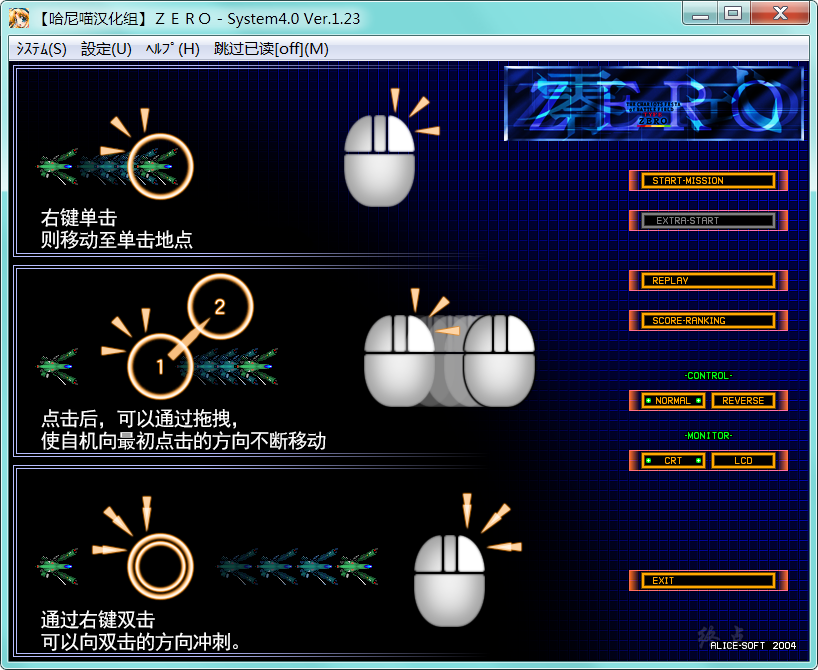 【哈尼喵汉化组】ＺＥＲＯ - System4.0 Ver.1.23
ｼｽﾃﾑ(S) 設定(U) ﾍﾙﾌﾟ(H) 跳过已读[off](M)
零 ZERO
ZERO
右键单击
则移动至单击地点
START-MISSION
EXTRA-START
2
1
点击后，可以通过拖拽，
使自机向最初点击的方向不断移动
REPLAY
SCORE-RANKING
-CONTROL-
NORMAL REVERSE
-MONITOR-
CRT LCD
通过右键双击
可以向双击的方向冲刺。
EXIT
ALICE-SOFT 2004